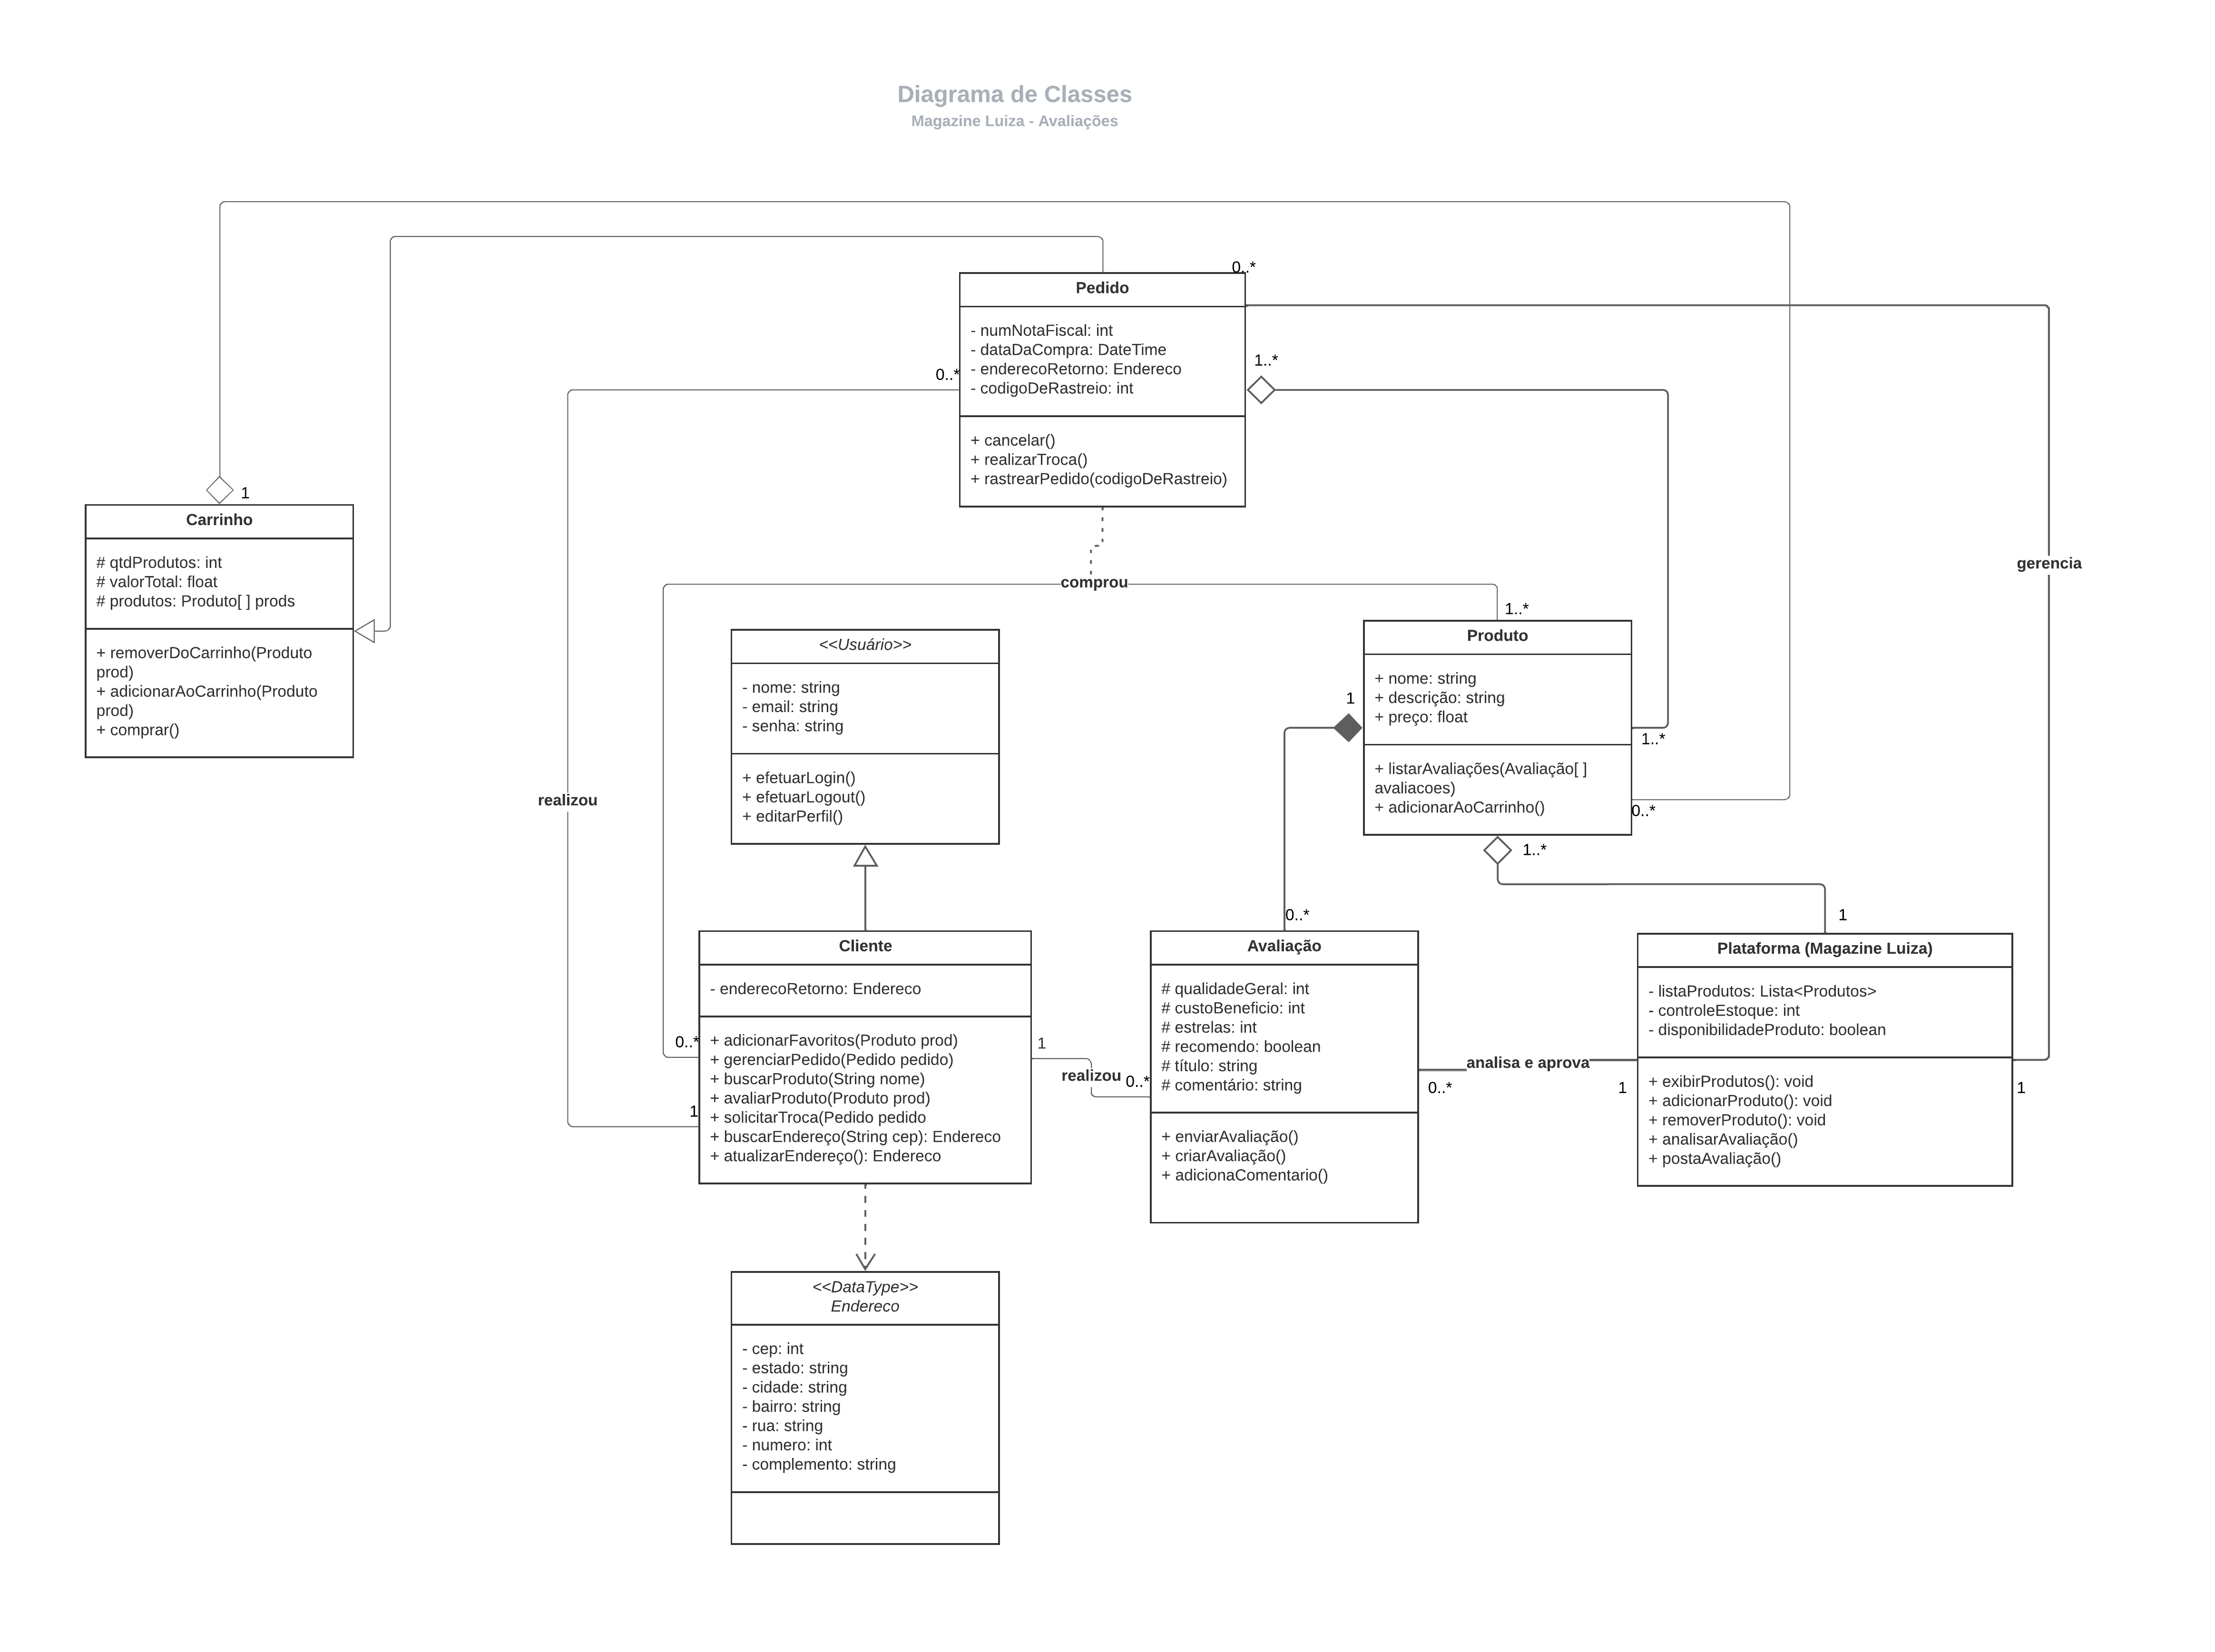 Diagrama de Classes
Magazine Luiza - Avaliações
0..*
Pedido
- numNotaFiscal: int
- dataDaCompra: DateTime
- enderecoRetorno: Endereco
- codigoDeRastreio: int
+ cancelar()
+ realizarTroca()
+ rastrearPedido(codigoDeRastreio)
0..*
1..*
1
Carrinho
# qtdProdutos: int
# valorTotal: float
# produtos: Produto[ ] prods
+ removerDoCarrinho(Produto
prod)
+ adicionarAoCarrinho(Produto
prod)
+ comprar()
gerencia
comprou
1..*
<<Usuário>>
- nome: string
- email: string
- senha: string
+ efetuarLogin()
+ efetuarLogout()
+ editarPerfil()
Produto
+ nome: string
+ descrição: string
+ preço: float
+ listarAvaliações(Avaliação[ ]
avaliacoes)
+ adicionarAoCarrinho()
1
1..*
0..*
1..*
realizou
0..*
1
Cliente
- enderecoRetorno: Endereco
+ adicionarFavoritos(Produto prod)
+ gerenciarPedido(Pedido pedido)
+ buscarProduto(String nome)
+ avaliarProduto(Produto prod)
+ solicitarTroca(Pedido pedido
+ buscarEndereço(String cep): Endereco
+ atualizarEndereço(): Endereco
0..*
1
1
realizou
0..*
Avaliação
# qualidadeGeral: int
# custoBeneficio: int
# estrelas: int
# recomendo: boolean
# título: string
# comentário: string
+ enviarAvaliação()
+ criarAvaliação()
+ adicionaComentario()
analisa e aprova
0..*
1
Plataforma (Magazine Luiza)
- listaProdutos: Lista<Produtos>
- controleEstoque: int
- disponibilidadeProduto: boolean
+ exibirProdutos(): void
+ adicionarProduto(): void
+ removerProduto(): void
+ analisarAvaliação()
+ postaAvaliação()
1
<<DataType>>
Endereco
- cep: int
- estado: string
- cidade: string
- bairro: string
- rua: string
- numero: int
- complemento: string